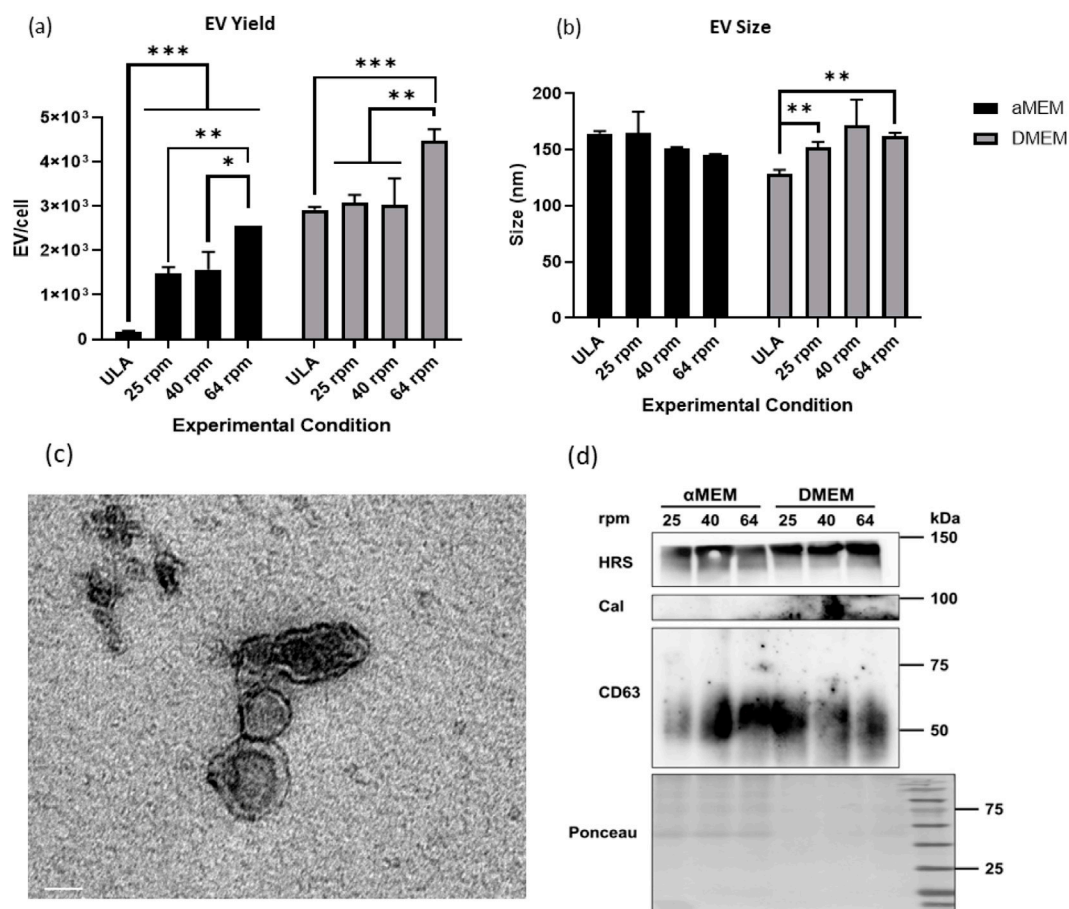 (a)
EV Yield
***
***
**
**
*
5×10³
4×10³
3×10³
2×10³
1×10³
0
EV/cell
ULA
25 rpm
40 rpm
64 rpm
ULA
25 rpm
40 rpm
64 rpm
Experimental Condition
(b)
EV Size
**
**
200
150
100
50
0
Size (nm)
ULA
25 rpm
40 rpm
64 rpm
ULA
25 rpm
40 rpm
64 rpm
Experimental Condition
aMEM
DMEM
(c)
(d)
αMEM DMEM
rpm 25 40 64 25 40 64 kDa
HRS 150
Cal 100
CD63 75
50
Ponceau 75
25